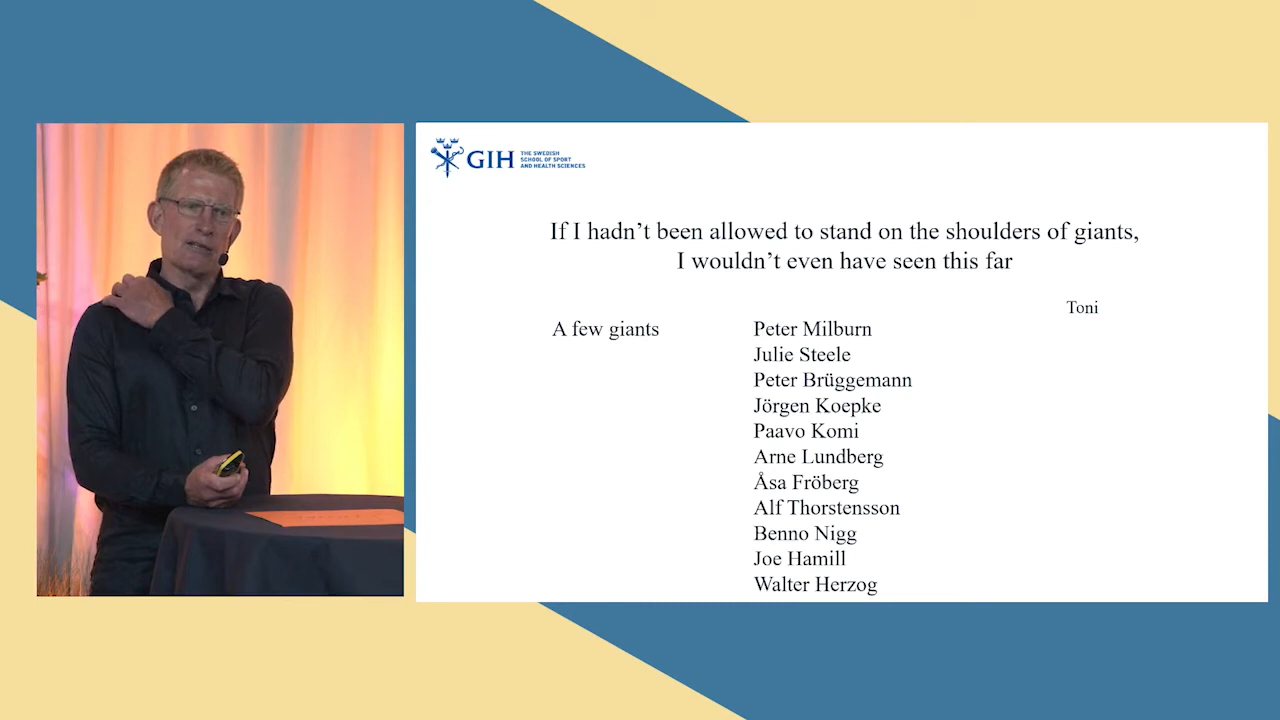 GIH
THE SWEDISH
SCHOOL OF SPORT
AND HEALTH SCIENCES
If I hadn't been allowed to stand on the shoulders of giants,
I wouldn't even have seen this far
Toni
A few giants
Peter Milburn
Julie Steele
Peter Brüggemann
Jörgen Koepke
Paavo Komi
Arne Lundberg
Åsa Fröberg
Alf Thorstensson
Benno Nigg
Joe Hamill
Walter Herzog